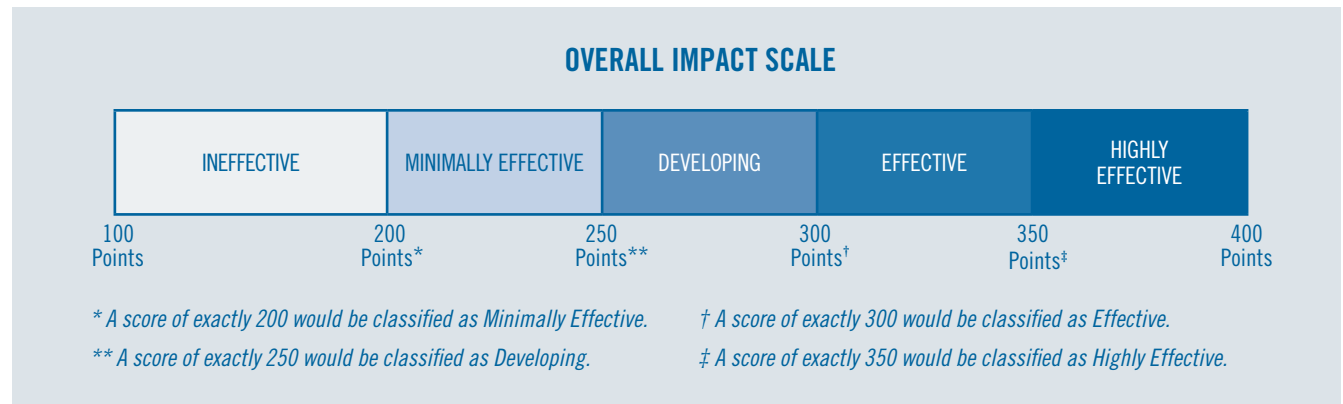 OVERALL IMPACT SCALE
INEFFECTIVE
MINIMALLY EFFECTIVE
DEVELOPING
EFFECTIVE
HIGHLY
EFFECTIVE
100
Points
200
Points*
250
Points**
300
Points†
350
Points‡
400
Points
* A score of exactly 200 would be classified as Minimally Effective.
** A score of exactly 250 would be classified as Developing.
† A score of exactly 300 would be classified as Effective.
‡ A score of exactly 350 would be classified as Highly Effective.